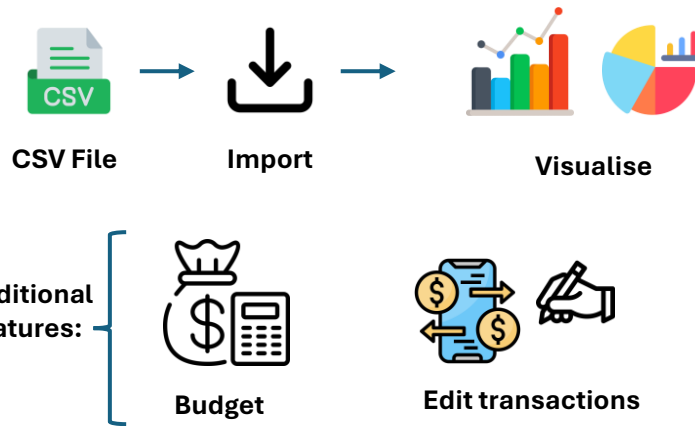 CSV
CSV File
Import
Visualise
ditional
atures:
$
$
$
Budget
Edit transactions